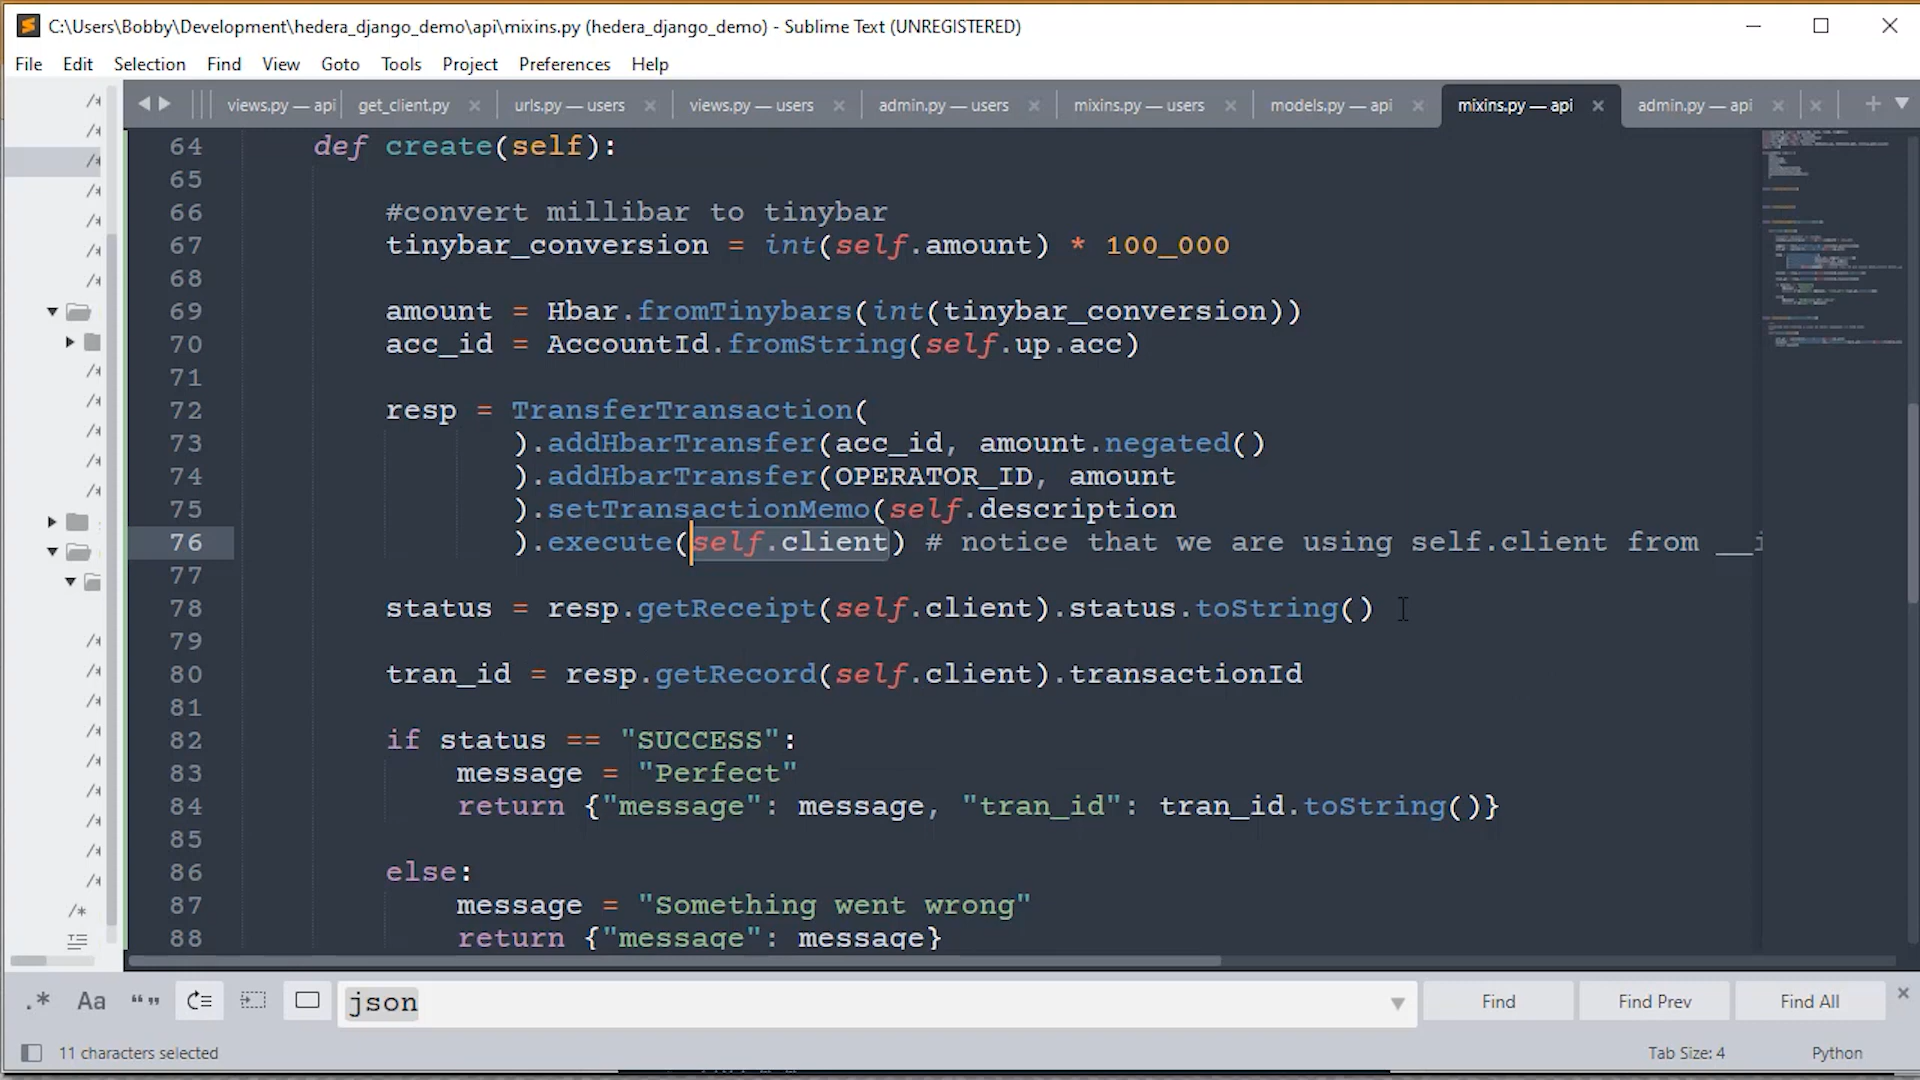 C:\Users\Bobby\Development\hedera_django_demo\api\mixins.py (hedera_django_demo) - Sublime Text (UNREGISTERED)
File Edit Selection Find View Goto Tools Project Preferences Help
views.py — api get_client.py urls.py — users views.py — users admin.py — users mixins.py — users models.py — api mixins.py — api admin.py — api
64 def create(self):
65
66 #convert millibar to tinybar
67 tinybar_conversion = int(self.amount) * 100_000
68
69 amount = Hbar.fromTinybars(int(tinybar_conversion))
70 acc_id = AccountId.fromString(self.up.acc)
71
72 resp = TransferTransaction(
73 ).addHbarTransfer(acc_id, amount.negated()
74 ).addHbarTransfer(OPERATOR_ID, amount
75 ).setTransactionMemo(self.description
76 ).execute(self.client) # notice that we are using self.client from __i
77
78 status = resp.getReceipt(self.client).status.toString()
79
80 tran_id = resp.getRecord(self.client).transactionId
81
82 if status == "SUCCESS":
83 message = "Perfect"
84 return {"message": message, "tran_id": tran_id.toString()}
85
86 else:
87 message = "Something went wrong"
88 return {"message": message}
.* Aa “” json Find Find Prev Find All
11 characters selected Tab Size: 4 Python